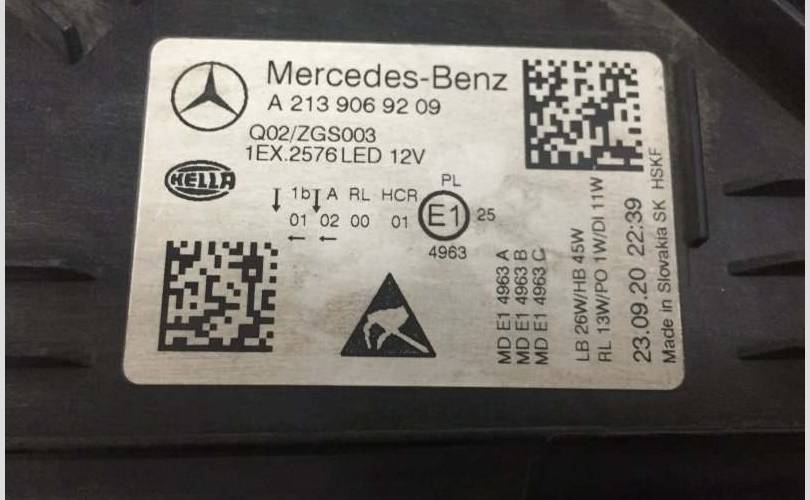 Mercedes-Benz
A 213 906 92 09
Q02/ZGS003
1EX.2576 LED 12V
HELLA
1b A RL HCR PL
01 02 00 01 E1 25
4963
MD E1 4963 A
MD E1 4963 B
MD E1 4963 C
LB 26W/HB 45W
RL 13W/PO 1W/DI 11W
23.09.20 22:39
Made in Slovakia SK HSKF